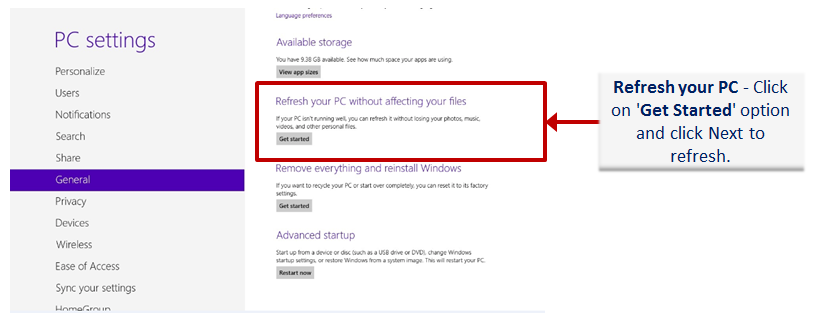 Language preferences
PC settings
Available storage
You have 9.38 GB available. See how much space your apps are using.
View app sizes
Personalize
Users
Notifications
Search
Share
General
Privacy
Devices
Wireless
Ease of Access
Sync your settings
HomeGroup
Refresh your PC without affecting your files
If your PC isn't running well, you can refresh it without losing your photos, music,
videos, and other personal files.
Get started
Remove everything and reinstall Windows
If you want to recycle your PC or start over completely, you can reset it to its factory
settings.
Get started
Advanced startup
Start up from a device or disc (such as a USB drive or DVD), change Windows
startup settings, or restore Windows from a system image. This will restart your PC.
Restart now
Refresh your PC - Click
on 'Get Started' option
and click Next to
refresh.